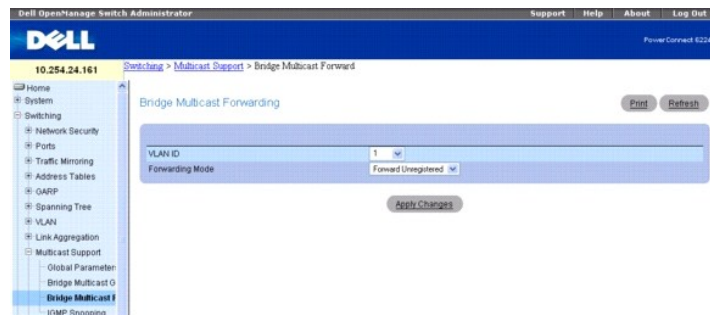 Dell OpenManage Switch Administrator Support Help About Log Out
DELL
PowerConnect 622
10.254.24.161
Switching > Multicast Support > Bridge Multicast Forward
Home
System
Switching
Network Security
Ports
Traffic Mirroring
Address Tables
GARP
Spanning Tree
VLAN
Link Aggregation
Multicast Support
Global Parameter
Bridge Multicast G
Bridge Multicast F
IGMP Snooping
Bridge Multicast Forwarding
Print Refresh
VLAN ID 1
Forwarding Mode Forward Unregistered
Apply Changes